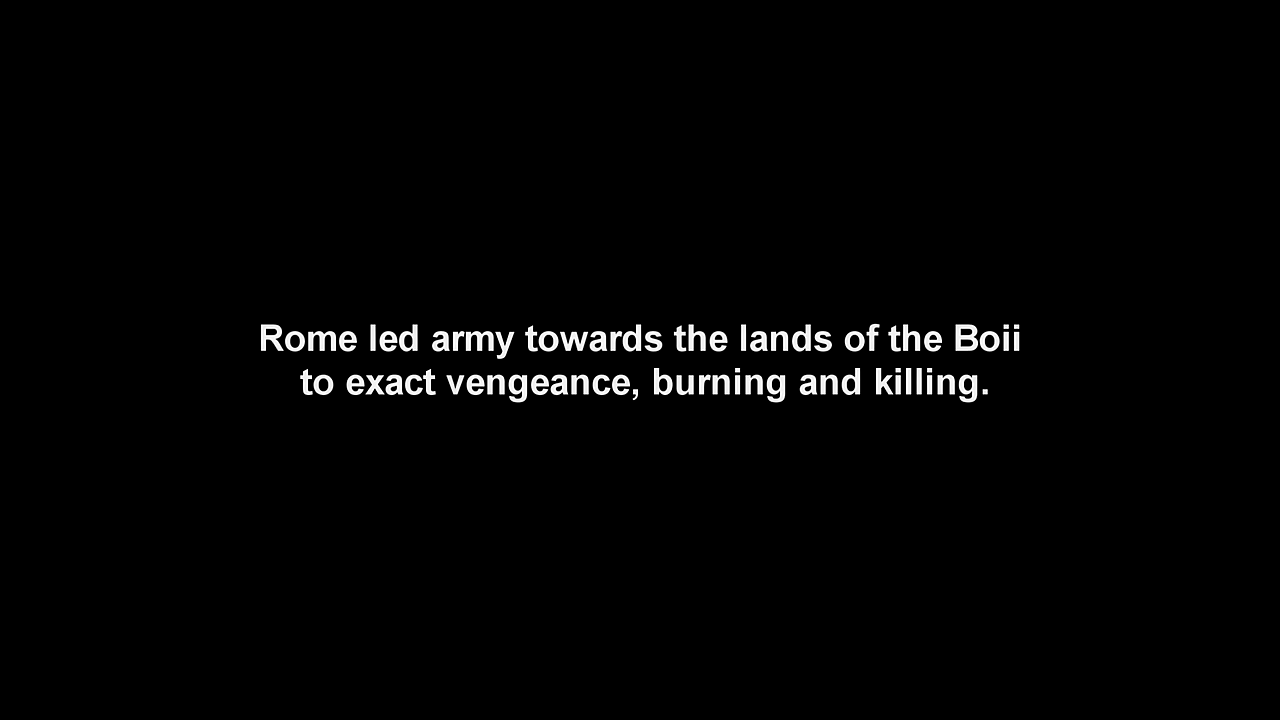 Rome led army towards the lands of the Boii
to exact vengeance, burning and killing.